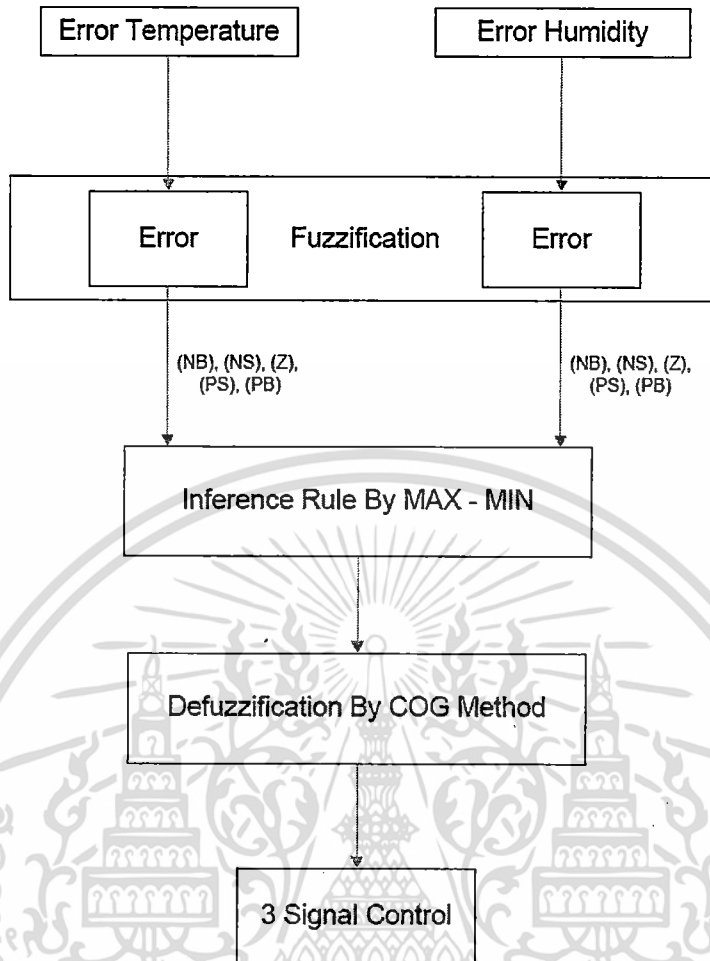 Error Temperature
Error Humidity
Error
Fuzzification
Error
(NB), (NS), (Z),
(PS), (PB)
(NB), (NS), (Z),
(PS), (PB)
Inference Rule By MAX - MIN
Defuzzification By COG Method
3 Signal Control